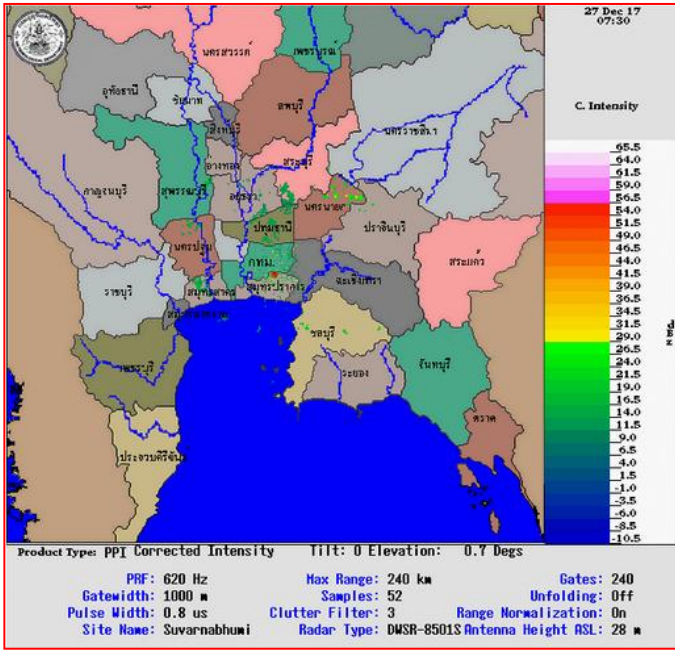 27 Dec 17
07:30
C. Intensity
นครสวรรค์
เพชรบูรณ์
อุทัยธานี
ชัยนาท
ลพบุรี
สิงห์บุรี
นครราชสีมา
อ่างทอง
สระบุรี
กาญจนบุรี
สุพรรณบุรี
อยุธยา
นครนายก
ปทุมธานี
ปราจีนบุรี
นครปฐม
กทม.
สระแก้ว
ฉะเชิงเทรา
ราชบุรี
สมุทรสาคร
สมุทรปราการ
ชลบุรี
เพชรบุรี
ระยอง
จันทบุรี
ตราด
ประจวบคีรีขันธ์
65.5
64.0
61.5
59.0
56.5
54.0
51.5
49.0
46.5
44.0
41.5
39.0
36.5
34.0
31.5
29.0
26.5
24.0
21.5
19.0
16.5
14.0
11.5
9.0
6.5
4.0
1.5
-1.0
-3.5
-6.0
-8.5
-10.5
Product Type: PPI Corrected Intensity Tilt: 0 Elevation: 0.7 Degs
PRF: 620 Hz Max Range: 240 km Gates: 240
Gatewidth: 1000 m Samples: 52 Unfolding: Off
Pulse Width: 0.8 us Clutter Filter: 3 Range Normalization: On
Site Name: Suvarnabhumi Radar Type: DWSR-8501S Antenna Height ASL: 28 m